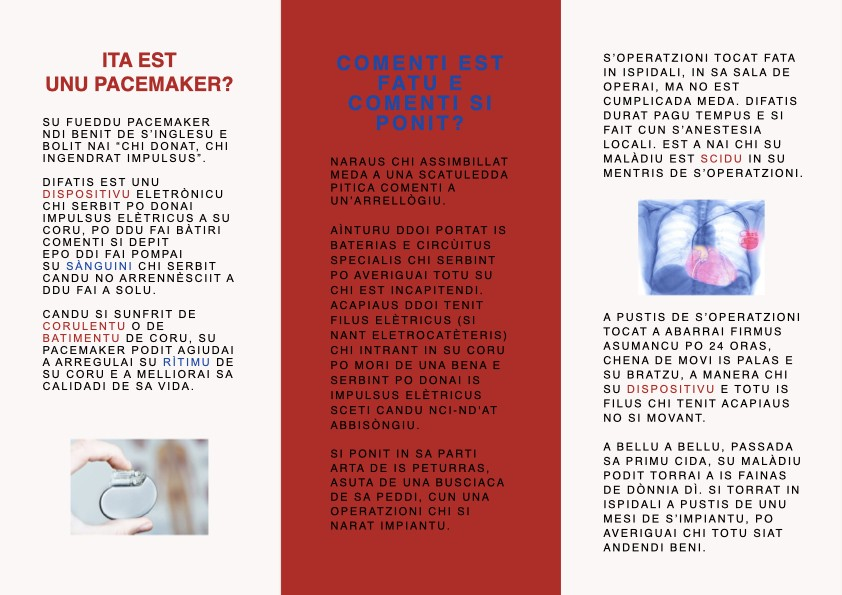 ITA EST
UNU PACEMAKER?
SU FUEDDU PACEMAKER
NDI BENIT DE S’INGLESU E
BOLIT NAI “CHI DONAT, CHI
INGENDRAT IMPULSUS”.
DIFATIS EST UNU
DISPOSITIVU ELETRÒNICU
CHI SERBIT PO DONAI
IMPULSUS ELÈTRICUS A SU
CORU, PO DDU FAI BÀTIRI
COMENTI SI DEPIT
EPO DDI FAI POMPAI
SU SÀNGUINI CHI SERBIT
CANDU NO ARRENNÈSCIIT A
DDU FAI A SOLU.
CANDU SI SUNFRIT DE
CORULENTU O DE
BATIMENTU DE CORU, SU
PACEMAKER PODIT AGIUDAI
A ARREGULAI SU RÌTIMU DE
SU CORU E A MELLIORAI SA
CALIDADI DE SA VIDA.
COMENTI EST
FATU E
COMENTI SI
PONIT?
NARAUS CHI ASSIMBILLAT
MEDA A UNA SCATULEDDA
PITICA COMENTI A
UN’ARRELLÒGIU.
AÌNTURU DDOI PORTAT IS
BATERIAS E CIRCÙITUS
SPECIALIS CHI SERBINT
PO AVERIGUAI TOTU SU
CHI EST INCAPITENDI.
ACAPIAUS DDOI TENIT
FILUS ELÈTRICUS (SI
NANT ELETROCATÈTERIS)
CHI INTRANT IN SU CORU
PO MORI DE UNA BENA E
SERBINT PO DONAI IS
IMPULSUS ELÈTRICUS
SCETI CANDU NCI-ND’AT
ABBISÒNGIU.
SI PONIT IN SA PARTI
ARTA DE IS PETURRAS,
ASUTA DE UNA BUSCIACA
DE SA PEDDI, CUN UNA
OPERATZIONI CHI SI
NARAT IMPIANTU.
S’OPERATZIONI TOCAT FATA
IN ISPIDALI, IN SA SALA DE
OPERAI, MA NO EST
CUMPLICADA MEDA. DIFATIS
DURAT PAGU TEMPUS E SI
FAIT CUN S’ANESTESIA
LOCALI. EST A NAI CHI SU
MALÀDIU EST SCIDU IN SU
MENTRIS DE S’OPERATZIONI.
A PUSTIS DE S’OPERATZIONI
TOCAT A ABARRAI FIRMUS
ASUMANCU PO 24 ORAS,
CHENA DE MOVI IS PALAS E
SU BRATZU, A MANERA CHI
SU DISPOSITIVU E TOTU IS
FILUS CHI TENIT ACAPIAUS
NO SI MOVANT.
A BELLU A BELLU, PASSADA
SA PRIMU CIDA, SU MALÀDIU
PODIT TORRAI A IS FAINAS
DE DÒNNIA DÌ. SI TORRAT IN
ISPIDALI A PUSTIS DE UNU
MESI DE S’IMPIANTU, PO
AVERIGUAI CHI TOTU SIAT
ANDENDI BENI.